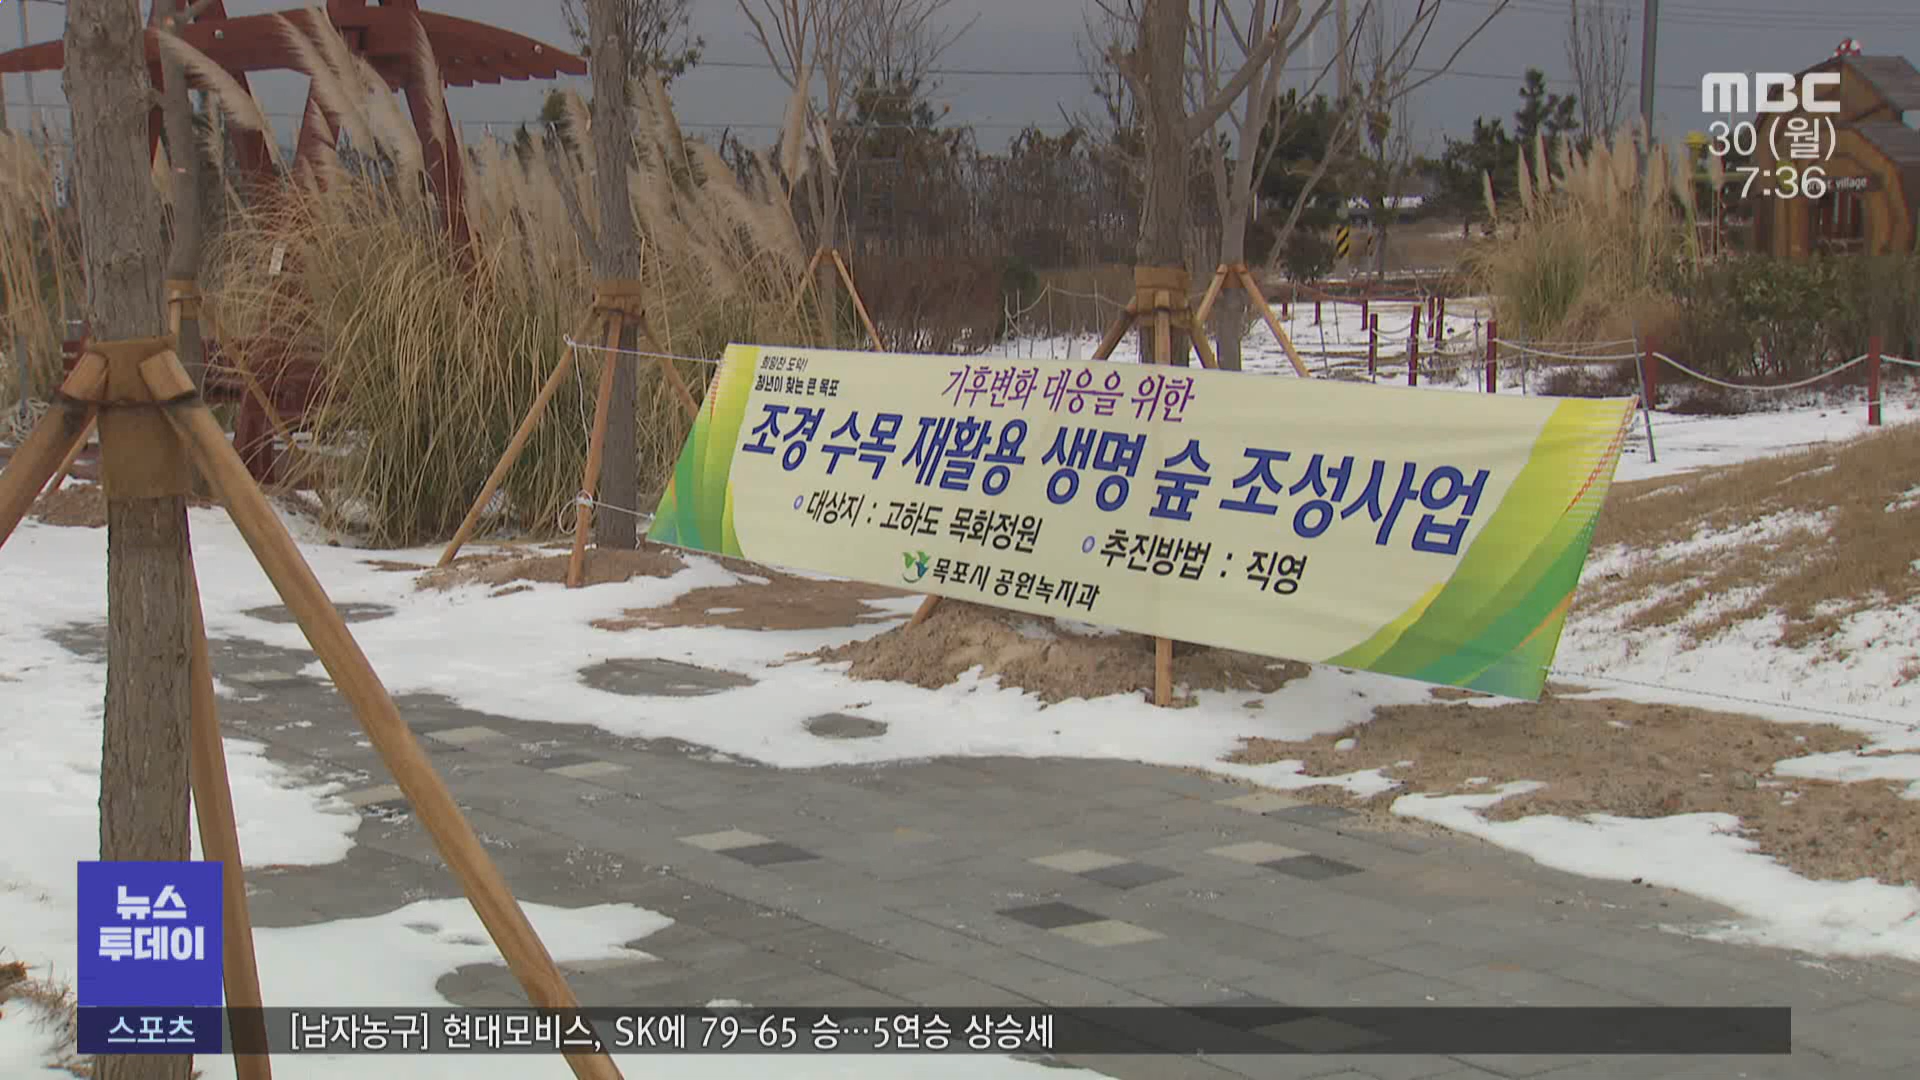 MBC
30 (월)
7:36
village
희망찬 도약!
청년이 찾는 큰 목포
기후변화 대응을 위한
조경 수목 재활용 생명 숲 조성사업
대상지 : 고하도 목화정원
추진방법 : 직영
목포시 공원녹지과
뉴스
투데이
스포츠
[남자농구] 현대모비스, SK에 79-65 승…5연승 상승세